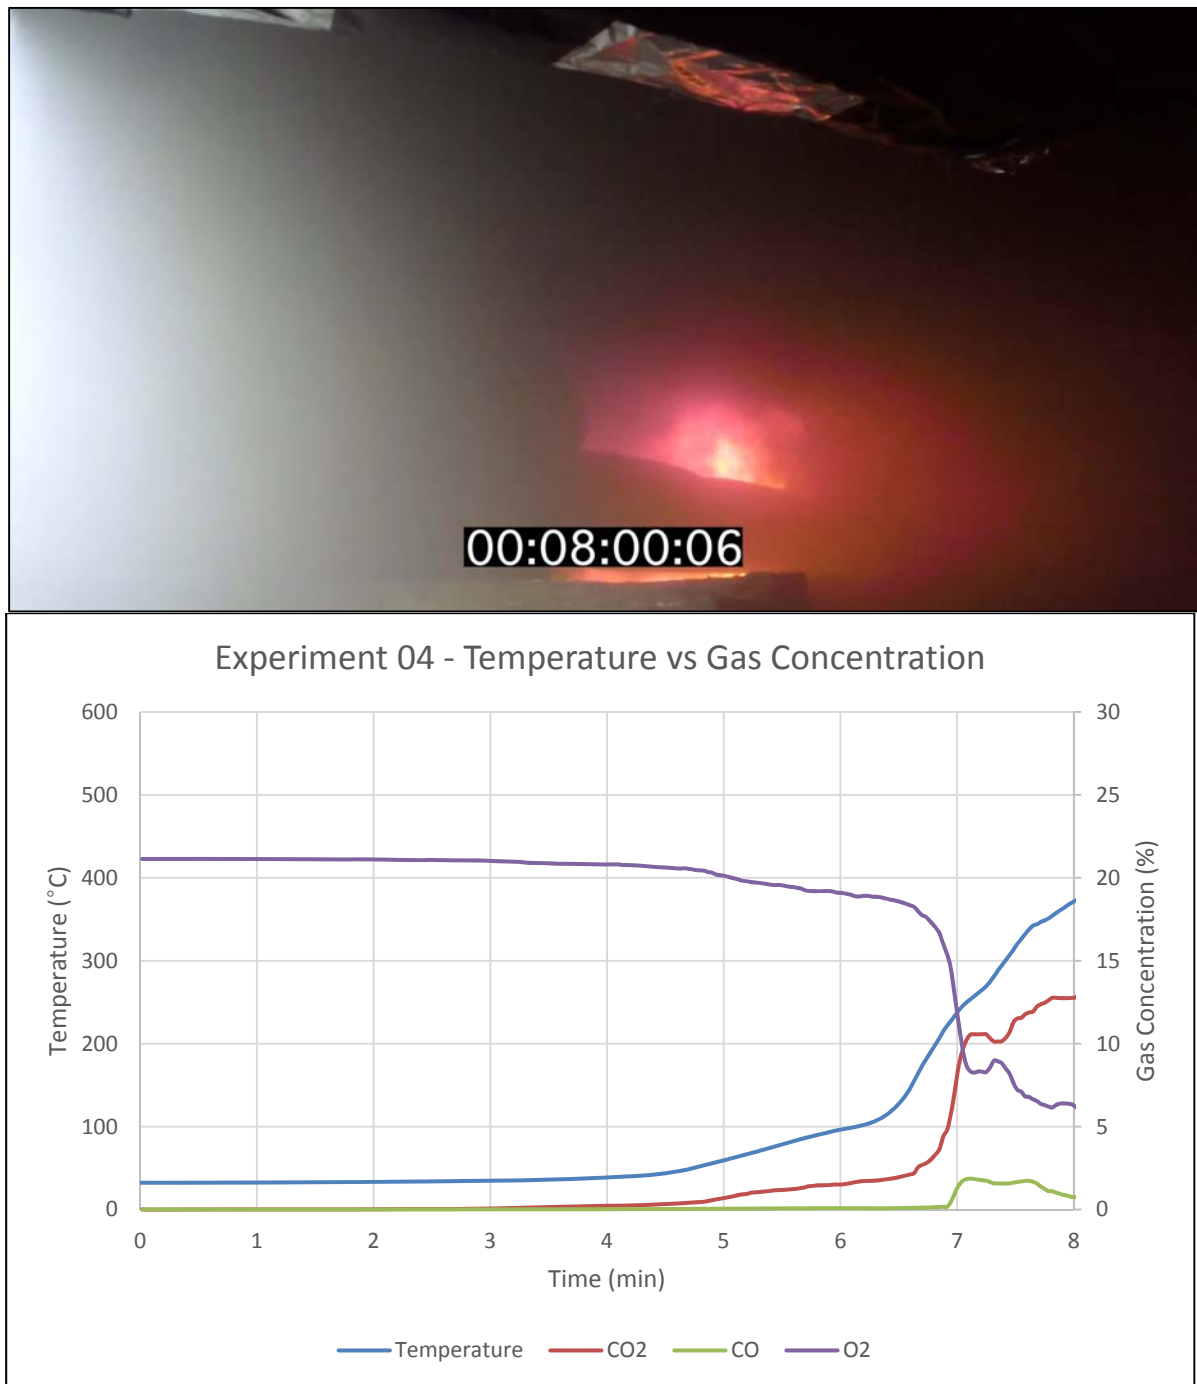 00:08:00:06
Experiment 04 - Temperature vs Gas Concentration
600
500
400
300
200
100
0
Temperature (°C)
30
25
20
15
10
5
0
Gas Concentration (%)
0 1 2 3 4 5 6 7 8
Time (min)
Temperature CO2 CO O2